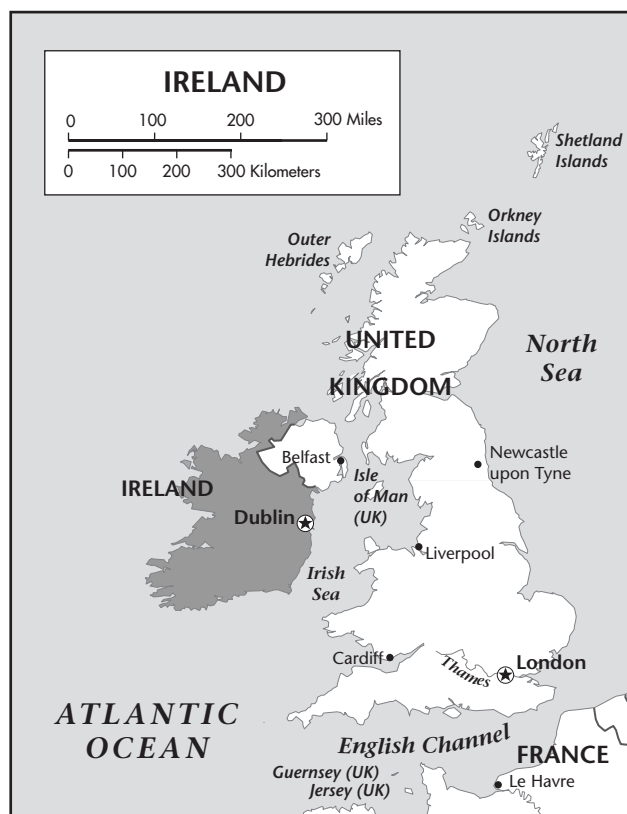 IRELAND
0 100 200 300 Miles
0 100 200 300 Kilometers
Shetland
Islands
Orkney
Islands
Outer
Hebrides
UNITED
KINGDOM
North
Sea
Newcastle
upon Tyne
Belfast
Isle
of Man
(UK)
IRELAND
Dublin
Liverpool
Irish
Sea
Cardiff
Thames
London
ATLANTIC
OCEAN
English Channel
FRANCE
Guernsey (UK)
Jersey (UK)
Le Havre